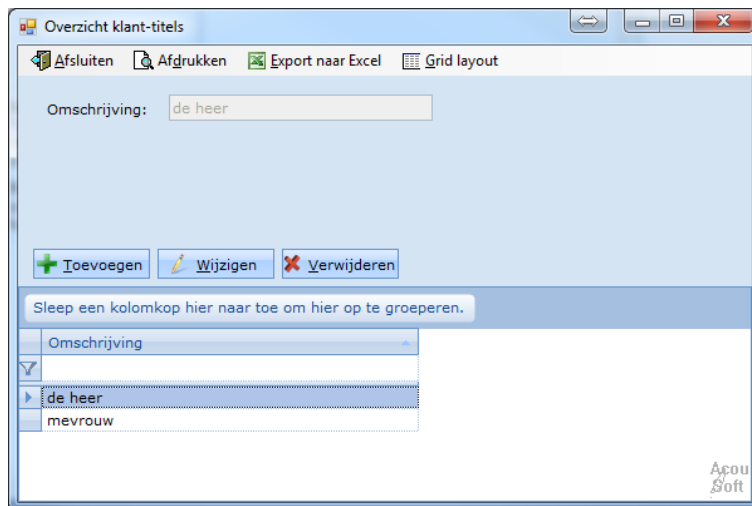 Overzicht klant-titels
Afsluiten Afdrukken Export naar Excel Grid layout
Omschrijving: de heer
Toevoegen Wijzigen Verwijderen
Sleep een kolomkop hier naar toe om hier op te groeperen.
Omschrijving
de heer
mevrouw
Acou
Soft